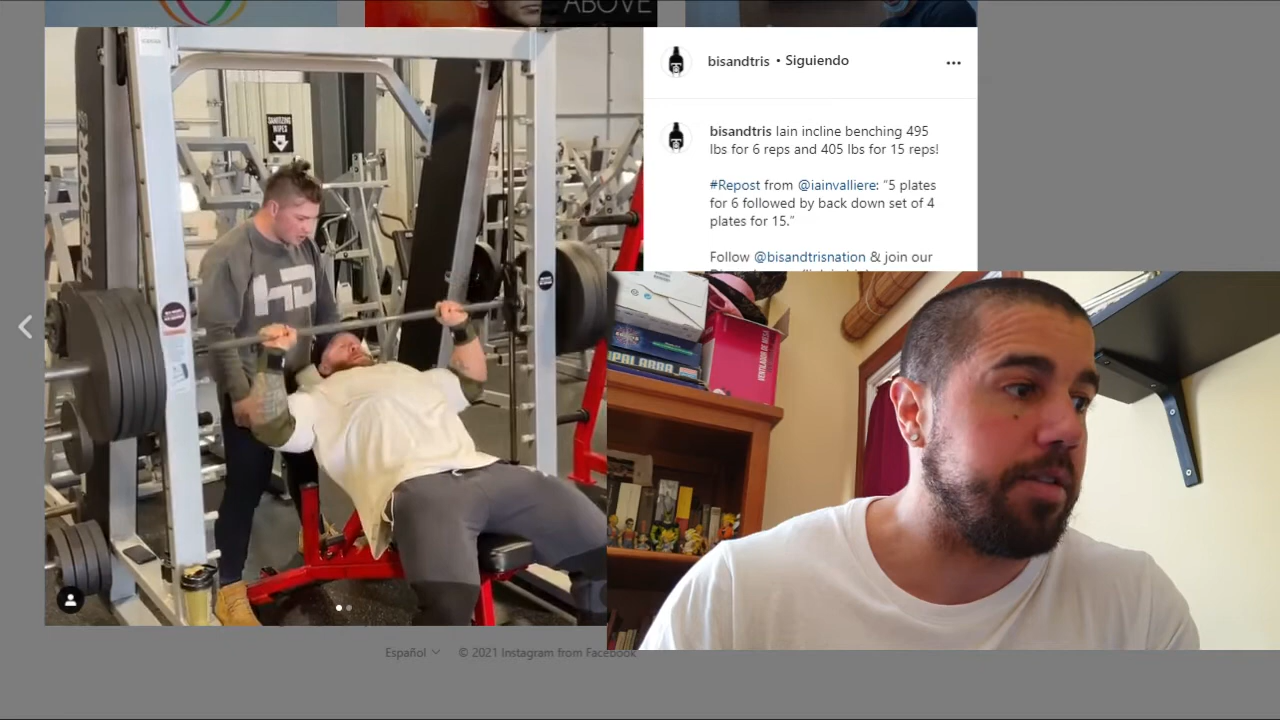 ABOVE
SANITIZING
WIPES
PRECOR
HD
bisandtris • Siguiendo
bisandtris Iain incline benching 495
lbs for 6 reps and 405 lbs for 15 reps!
#Repost from @iainvalliere: “5 plates
for 6 followed by back down set of 4
plates for 15.”
Follow @bisandtrisnation & join our
Español
© 2021 Instagram from Facebook